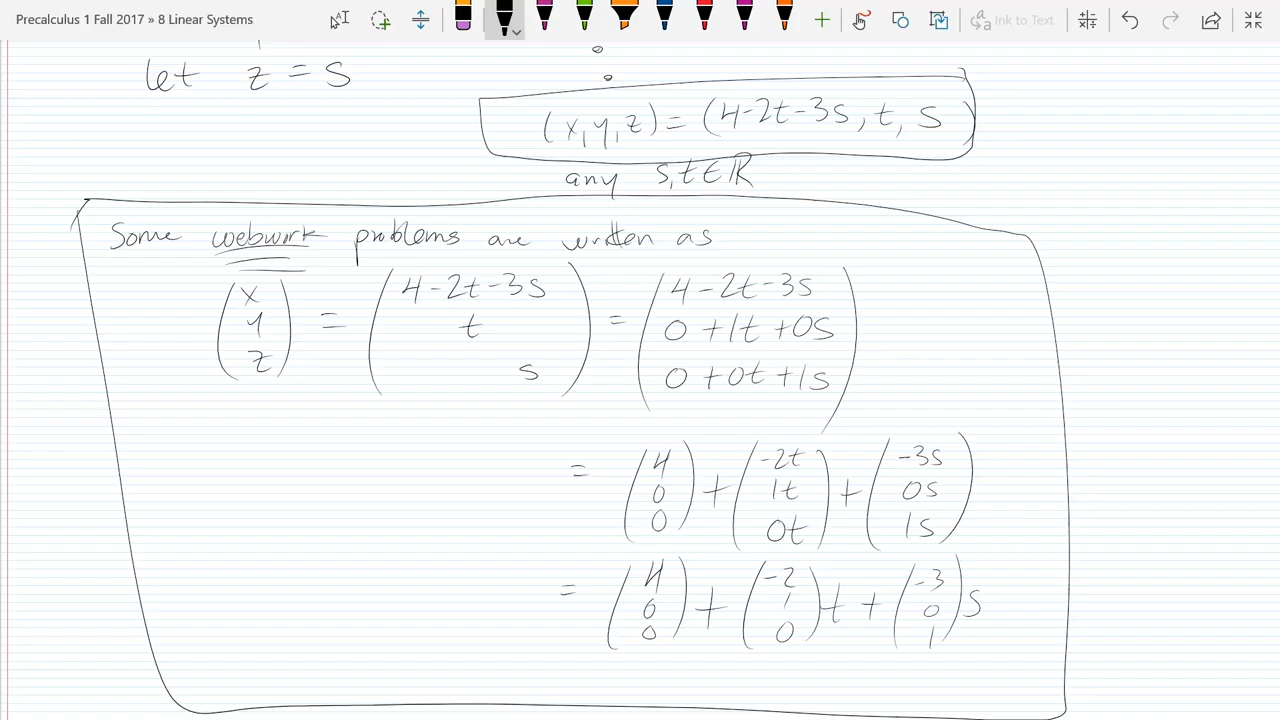 Precalculus 1 Fall 2017 » 8 Linear Systems
Ink to Text
let z = s
(x,y,z) = (4-2t-3s, t, s)
any s,t∈ℝ
Some webwork problems are written as
(x y z) = (4-2t-3s t s) = (4-2t-3s 0+1t+0s 0+0t+1s)
= (4 0 0) + (-2t 1t 0t) + (-3s 0s 1s)
= (4 0 0) + (-2 1 0)t + (-3 0 1)s